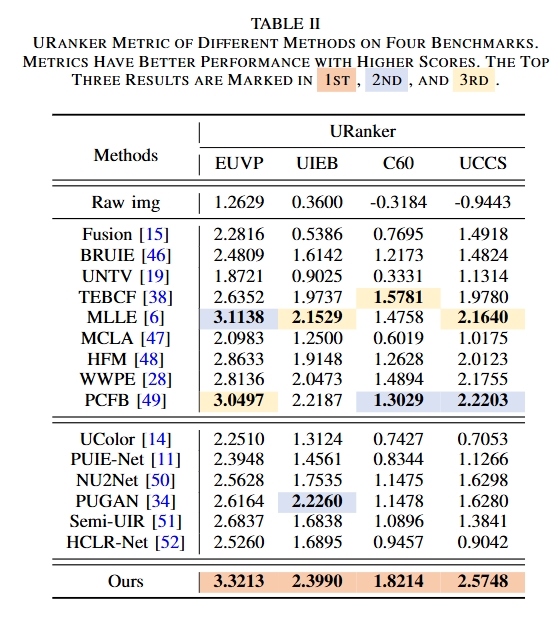 TABLE II
URANKER METRIC OF DIFFERENT METHODS ON FOUR BENCHMARKS.
METRICS HAVE BETTER PERFORMANCE WITH HIGHER SCORES. THE TOP
THREE RESULTS ARE MARKED IN 1ST , 2ND , AND 3RD .
Methods URanker
EUVP UIEB C60 UCCS
Raw img 1.2629 0.3600 -0.3184 -0.9443
Fusion [15] 2.2816 0.5386 0.7695 1.4918
BRUIE [46] 2.4809 1.6142 1.2173 1.4824
UNTV [19] 1.8721 0.9025 0.3331 1.1314
TEBCF [38] 2.6352 1.9737 1.5781 1.9780
MLLE [6] 3.1138 2.1529 1.4758 2.1640
MCLA [47] 2.0983 1.2500 0.6019 1.0175
HFM [48] 2.8633 1.9148 1.2628 2.0123
WWPE [28] 2.8136 2.0473 1.4894 2.1755
PCFB [49] 3.0497 2.2187 1.3029 2.2203
UColor [14] 2.2510 1.3124 0.7427 0.7053
PUIE-Net [11] 2.3948 1.4561 0.8344 1.1266
NU2Net [50] 2.5628 1.7535 1.1475 1.6298
PUGAN [34] 2.6164 2.2260 1.1478 1.6280
Semi-UIR [51] 2.6837 1.6838 1.0896 1.3841
HCLR-Net [52] 2.5260 1.6895 0.9457 0.9042
Ours 3.3213 2.3990 1.8214 2.5748